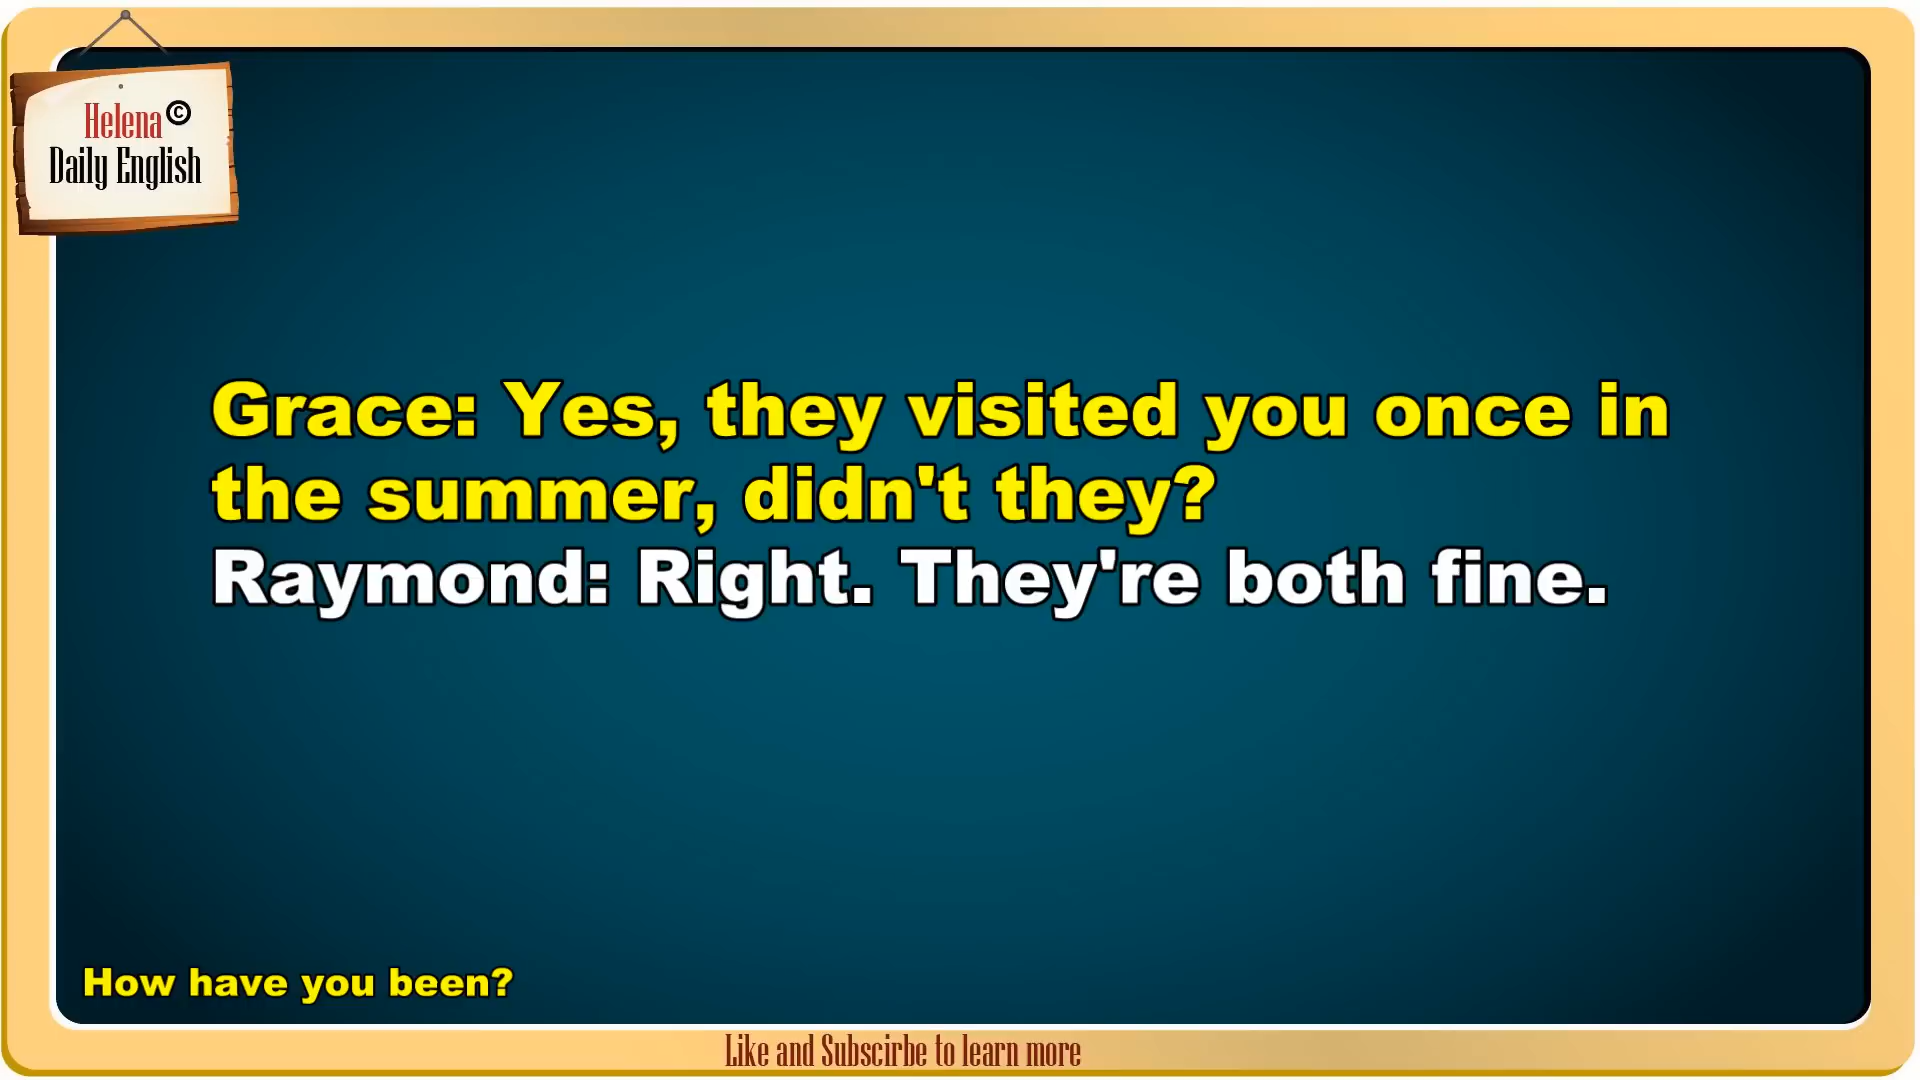 Helena©
Daily English
Grace: Yes, they visited you once in
the summer, didn't they?
Raymond: Right. They're both fine.
How have you been?
Like and Subscirbe to learn more